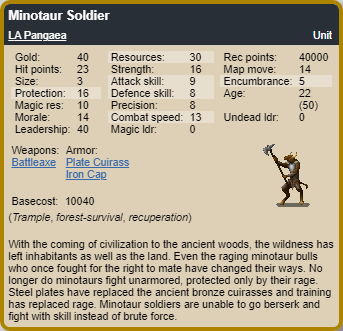 Minotaur Soldier
LA Pangaea Unit
Gold: 40 Resources: 30 Rec points: 40000
Hit points: 23 Strength: 16 Map move: 14
Size: 3 Attack skill: 9 Encumbrance: 5
Protection: 16 Defence skill: 8 Age: 22
Magic res: 10 Precision: 8 (50)
Morale: 14 Combat speed: 13 Undead ldr: 0
Leadership: 40 Magic ldr: 0
Weapons: Armor:
Battleaxe Plate Cuirass
Iron Cap
Basecost: 10040
(Trample, forest-survival, recuperation)
With the coming of civilization to the ancient woods, the wildness has
left inhabitants as well as the land. Even the raging minotaur bulls
who once fought for the right to mate have changed their ways. No
longer do minotaurs fight unarmored, protected only by their rage.
Steel plates have replaced the ancient bronze cuirasses and training
has replaced rage. Minotaur soldiers are unable to go berserk and
fight with skill instead of brute force.